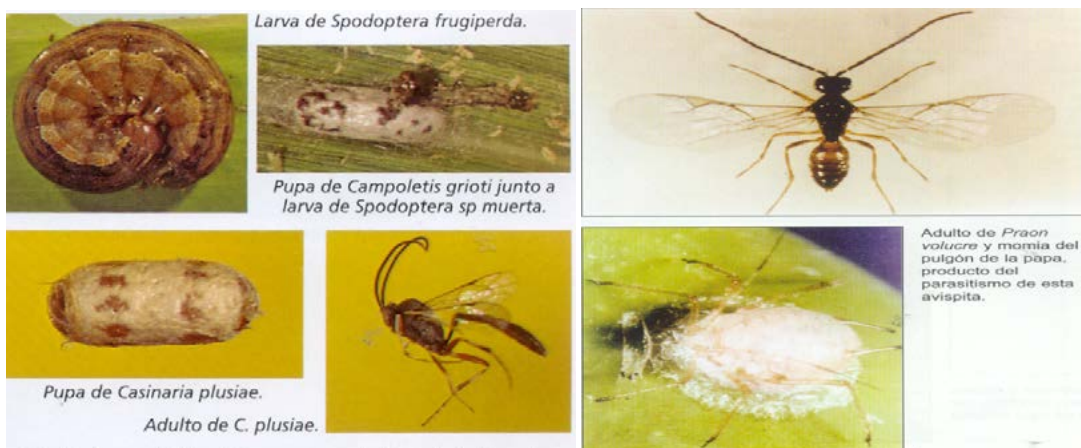 Larva de Spodoptera frugiperda.
Pupa de Campoletis grioti junto a
larva de Spodoptera sp muerta.
Pupa de Casinaria plusiae.
Adulto de C. plusiae.
Adulto de Praon
volucre y momia del
pulgón de la papa,
producto del
parasitismo de esta
avispita.